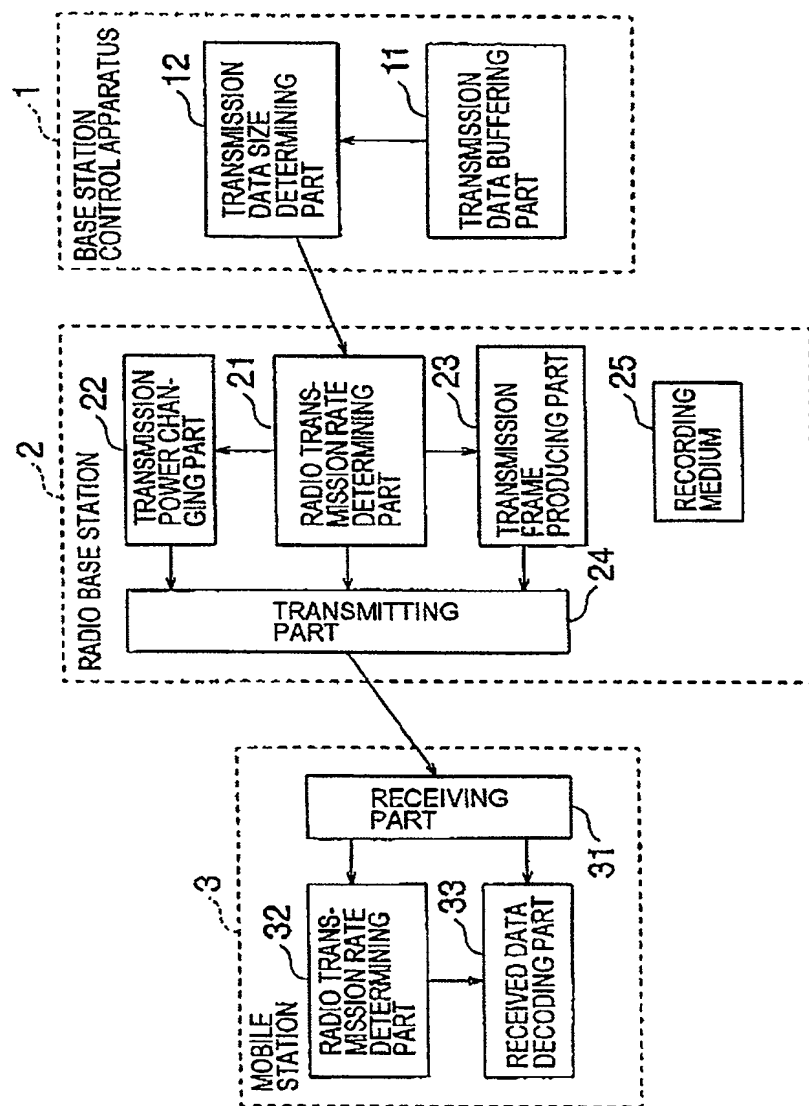 1
BASE STATION
CONTROL APPARATUS
12
TRANSMISSION
DATA SIZE
DETERMINING
PART
11
TRANSMISSION
DATA BUFFERING
PART
2
RADIO BASE STATION
22
TRANSMISSION
POWER CHAN-
GING PART
21
RADIO TRANS-
MISSION RATE
DETERMINING
PART
23
TRANSMISSION
FRAME
PRODUCING PART
25
RECORDING
MEDIUM
TRANSMITTING
PART
24
3
MOBILE
STATION
RECEIVING
PART
31
32
RADIO TRANS-
MISSION RATE
DETERMINING
PART
33
RECEIVED DATA
DECODING PART